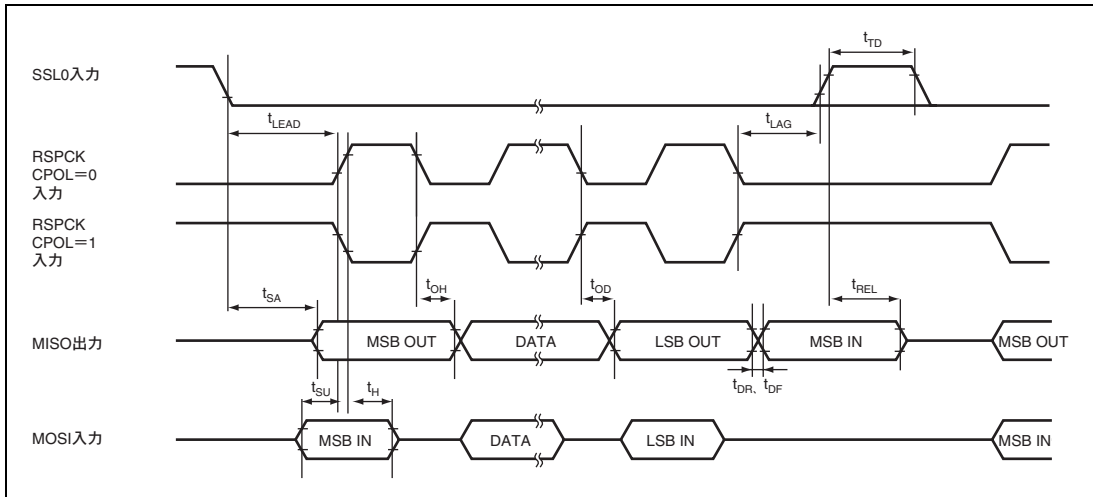 SSL0入力
tTD
tLEAD
tLAG
RSPCK
CPOL=0
入力
RSPCK
CPOL=1
入力
tSA
tOH
tOD
tREL
MISO出力
MSB OUT
DATA
LSB OUT
MSB IN
MSB OUT
tDR、tDF
tSU
tH
MOSI入力
MSB IN
DATA
LSB IN
MSB IN